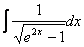 ∫ 1/√(e^{2x} − 1) dx